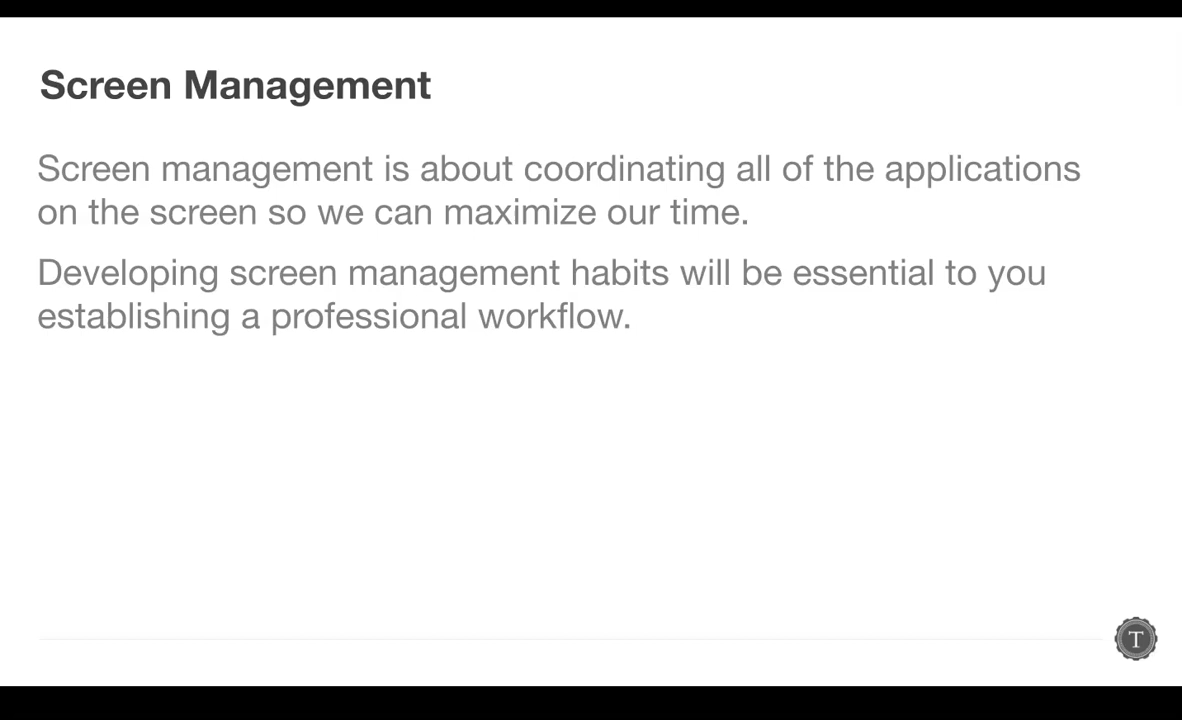 Screen Management
Screen management is about coordinating all of the applications
on the screen so we can maximize our time.
Developing screen management habits will be essential to you
establishing a professional workflow.
T